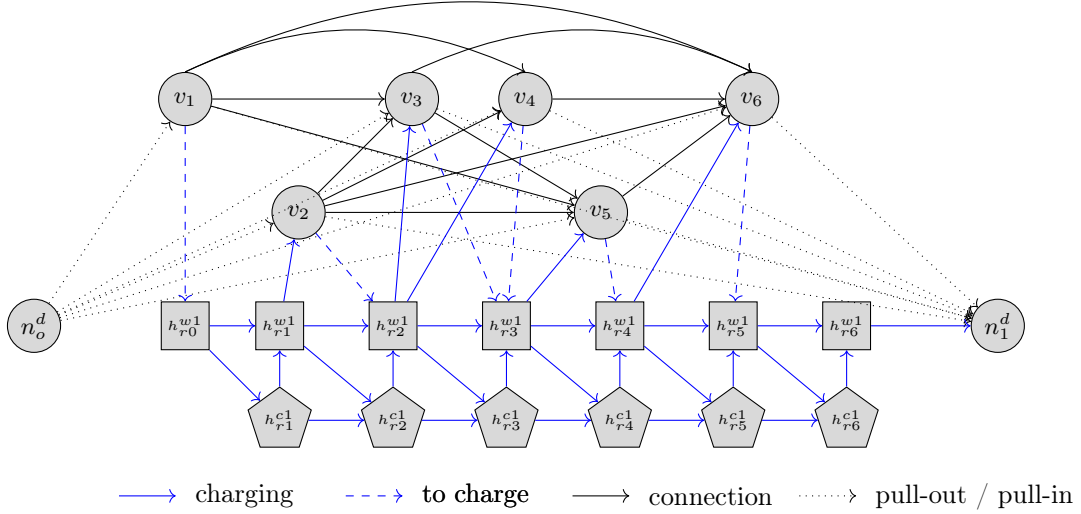 v₁ v₃ v₄ v₆
v₂ v₅
nₒᵈ h_{r0}^{w1} h_{r1}^{w1} h_{r2}^{w1} h_{r3}^{w1} h_{r4}^{w1} h_{r5}^{w1} h_{r6}^{w1} n₁ᵈ
h_{r1}^{c1} h_{r2}^{c1} h_{r3}^{c1} h_{r4}^{c1} h_{r5}^{c1} h_{r6}^{c1}
charging to charge connection pull-out / pull-in